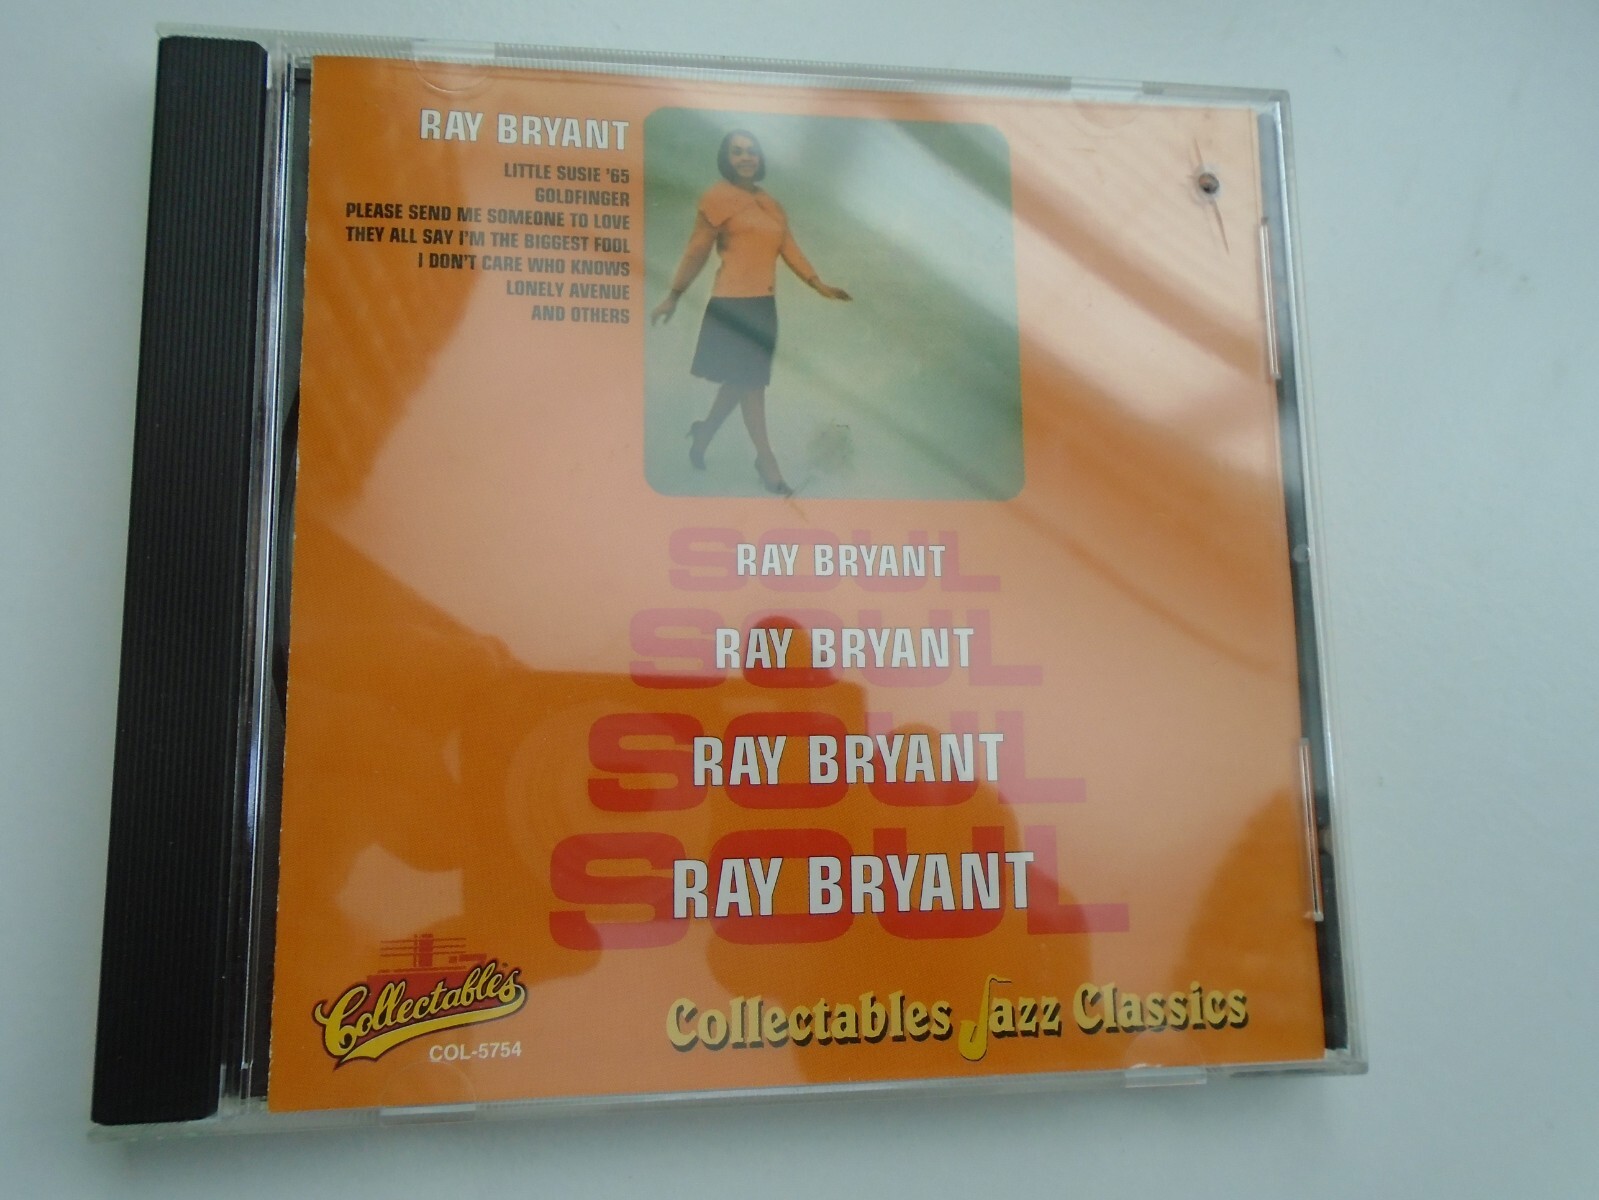 RAY BRYANT
LITTLE SUSIE '65
GOLDFINGER
PLEASE SEND ME SOMEONE TO LOVE
THEY ALL SAY I'M THE BIGGEST FOOL
I DON'T CARE WHO KNOWS
LONELY AVENUE
AND OTHERS
SOUL
RAY BRYANT
SOUL
RAY BRYANT
SOUL
RAY BRYANT
SOUL
RAY BRYANT
Collectables
COL-5754
Collectables Jazz Classics